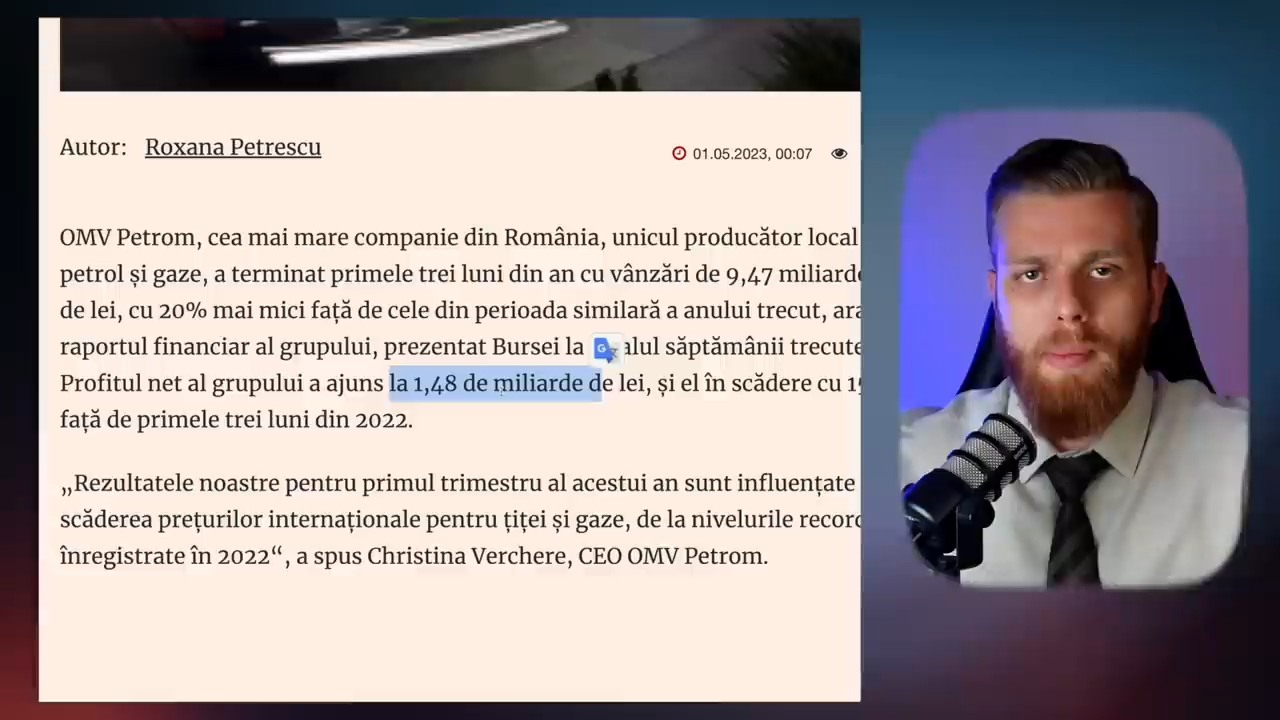 Autor: Roxana Petrescu
01.05.2023, 00:07
OMV Petrom, cea mai mare companie din România, unicul producător local
petrol și gaze, a terminat primele trei luni din an cu vânzări de 9,47 miliarde
de lei, cu 20% mai mici față de cele din perioada similară a anului trecut, ara
raportul financiar al grupului, prezentat Bursei la alul săptămânii trecute
Profitul net al grupului a ajuns la 1,48 de miliarde de lei, și el în scădere cu 15
față de primele trei luni din 2022.
„Rezultatele noastre pentru primul trimestru al acestui an sunt influențate
scăderea prețurilor internaționale pentru țiței și gaze, de la nivelurile record
înregistrate în 2022“, a spus Christina Verchere, CEO OMV Petrom.